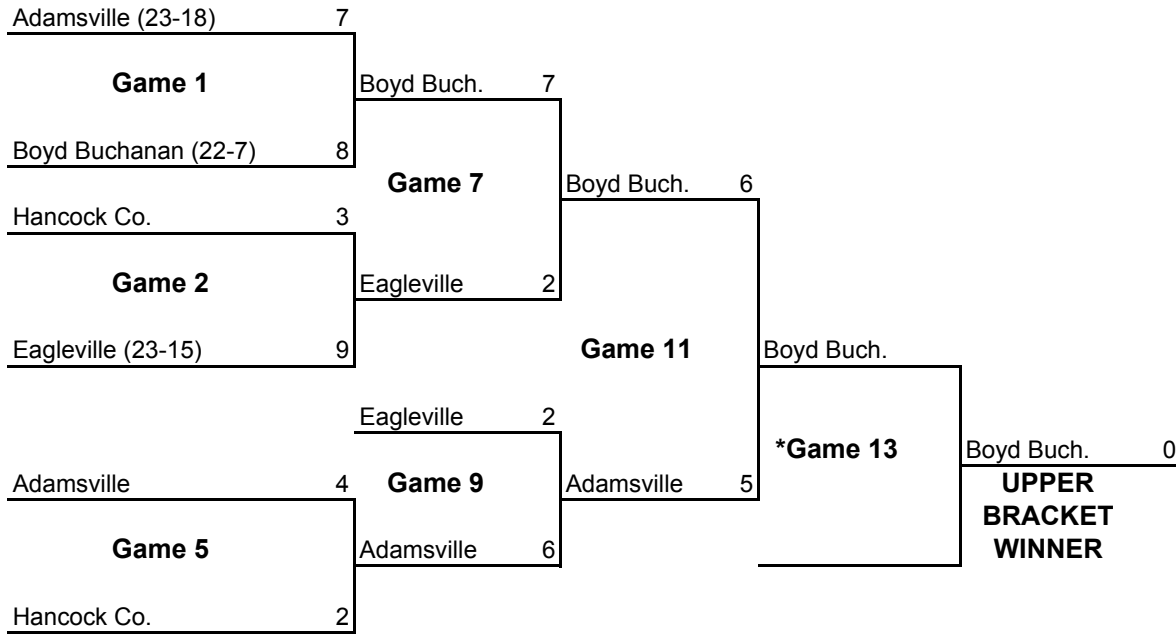 Adamsville (23-18) 7
Game 1
Boyd Buch. 7
Boyd Buchanan (22-7) 8
Game 7
Boyd Buch. 6
Hancock Co. 3
Game 2
Eagleville 2
Eagleville (23-15) 9
Game 11
Boyd Buch.
Eagleville 2
*Game 13
Boyd Buch. 0
Adamsville 4
Game 9
Adamsville 5
UPPER
BRACKET
WINNER
Game 5
Adamsville 6
Hancock Co. 2